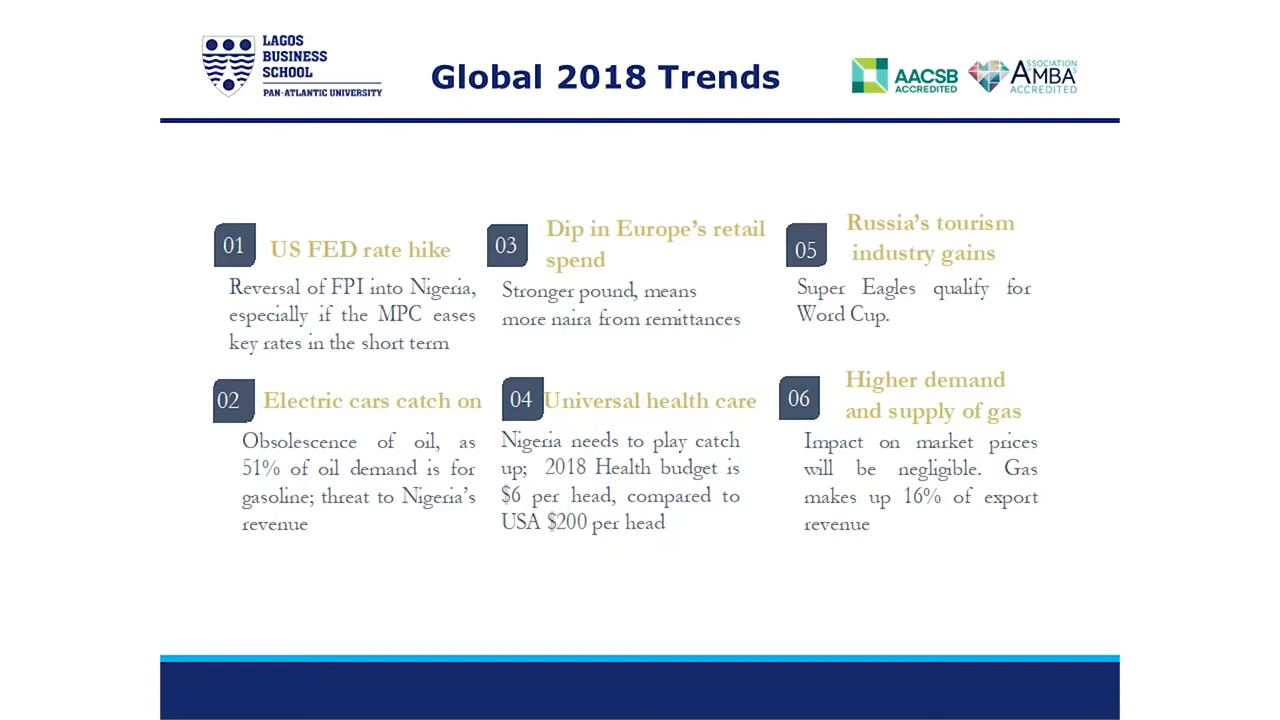 LAGOS
BUSINESS
SCHOOL
PAN-ATLANTIC UNIVERSITY
Global 2018 Trends
AACSB
ACCREDITED
ASSOCIATION
AMBA'S
ACCREDITED
01
US FED rate hike
Reversal of FPI into Nigeria,
especially if the MPC eases
key rates in the short term
02
Electric cars catch on
Obsolescence of oil, as
51% of oil demand is for
gasoline; threat to Nigeria's
revenue
03
Dip in Europe's retail
spend
Stronger pound, means
more naira from remittances
04
Universal health care
Nigeria needs to play catch
up; 2018 Health budget is
$6 per head, compared to
USA $200 per head
05
Russia's tourism
industry gains
Super Eagles qualify for
Word Cup.
06
Higher demand
and supply of gas
Impact on market prices
will be negligible. Gas
makes up 16% of export
revenue